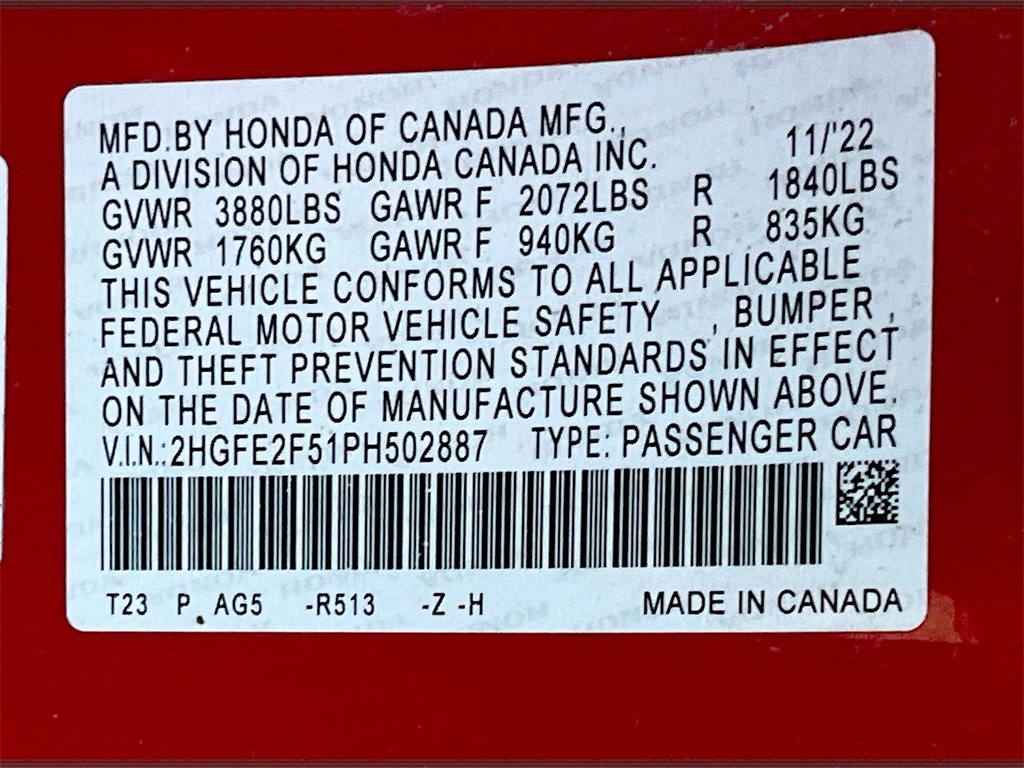 MFD.BY HONDA OF CANADA MFG.,
A DIVISION OF HONDA CANADA INC. 11/'22
GVWR 3880LBS GAWR F 2072LBS R 1840LBS
GVWR 1760KG GAWR F 940KG R 835KG
THIS VEHICLE CONFORMS TO ALL APPLICABLE
FEDERAL MOTOR VEHICLE SAFETY , BUMPER ,
AND THEFT PREVENTION STANDARDS IN EFFECT
ON THE DATE OF MANUFACTURE SHOWN ABOVE.
V.I.N.:2HGFE2F51PH502887 TYPE: PASSENGER CAR
T23 P AG5 -R513 -Z -H MADE IN CANADA